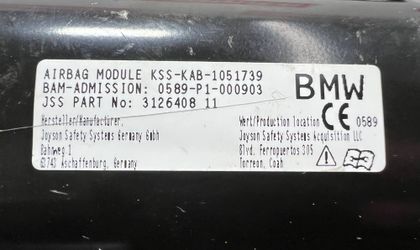 AIRBAG MODULE KSS-KAB-1051739
BAM-ADMISSION: 0589-P1-000903
JSS PART No: 3126408 11
BMW
Hersteller/Manufacturer,
Joyson Safety Systems Germany GmbH
Bahnweg 1
63743 Aschaffenburg, Germany
Werk/Production location
CE 0589
Joyson Safety Systems Acquisition LLC
Blvd. Ferropuertos 305
Torreon, Coah